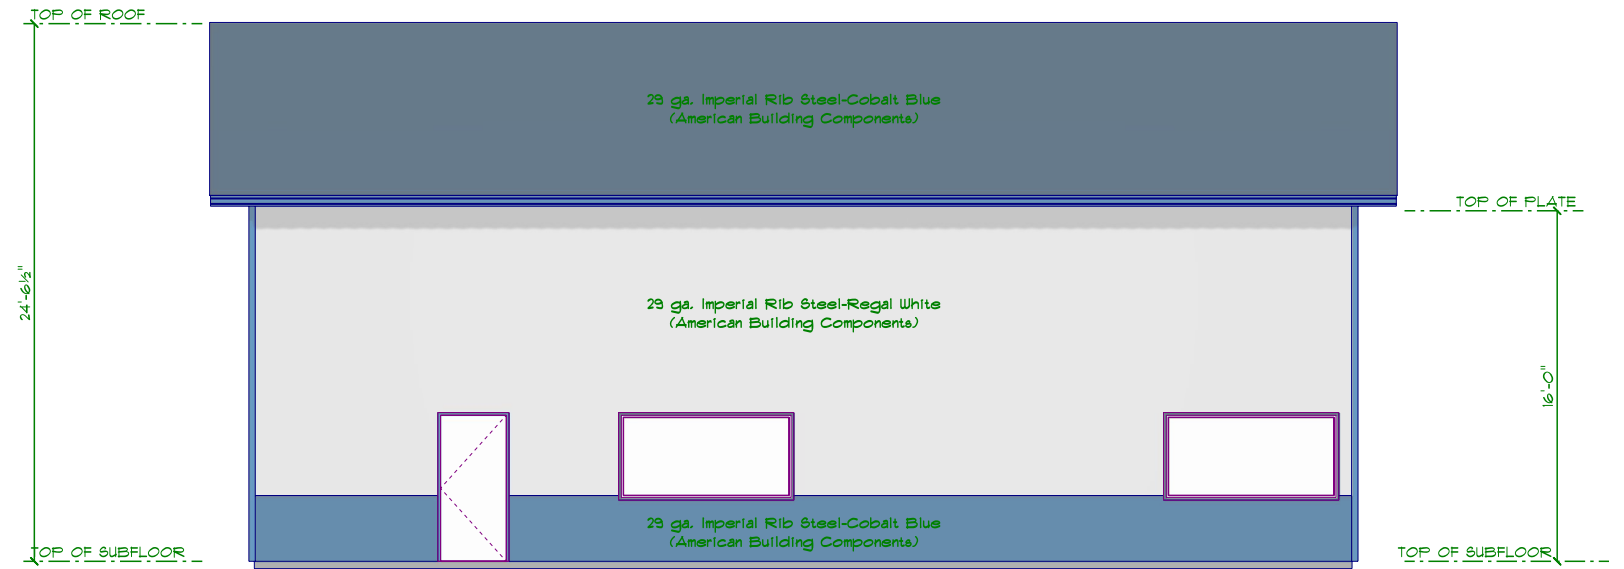 TOP OF ROOF
29 ga. Imperial Rib Steel-Cobalt Blue
(American Building Components)
TOP OF PLATE
24'-6½"
29 ga. Imperial Rib Steel-Regal White
(American Building Components)
16'-0"
29 ga. Imperial Rib Steel-Cobalt Blue
(American Building Components)
TOP OF SUBFLOOR
TOP OF SUBFLOOR